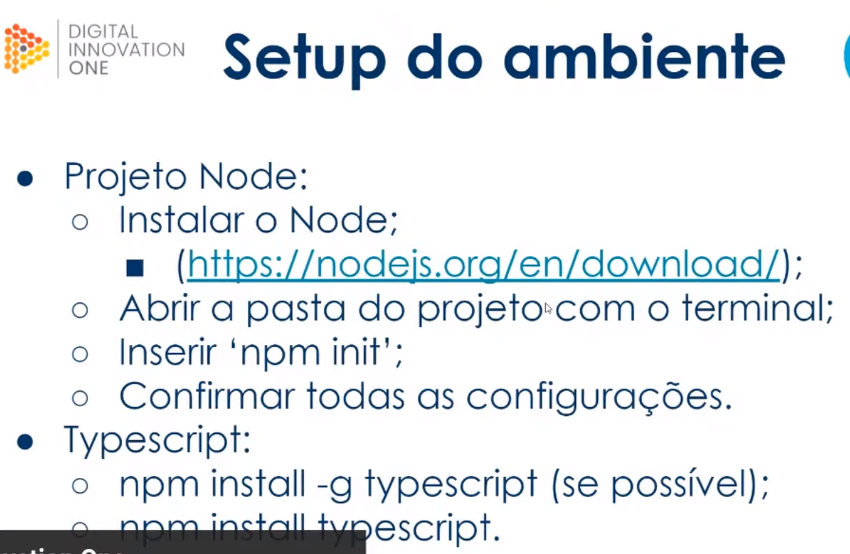 DIGITAL
INNOVATION
ONE
Setup do ambiente
● Projeto Node:
○ Instalar o Node;
■ (https://nodejs.org/en/download/);
○ Abrir a pasta do projeto com o terminal;
○ Inserir ‘npm init’;
○ Confirmar todas as configurações.
● Typescript:
○ npm install -g typescript (se possível);
○ npm install typescript.